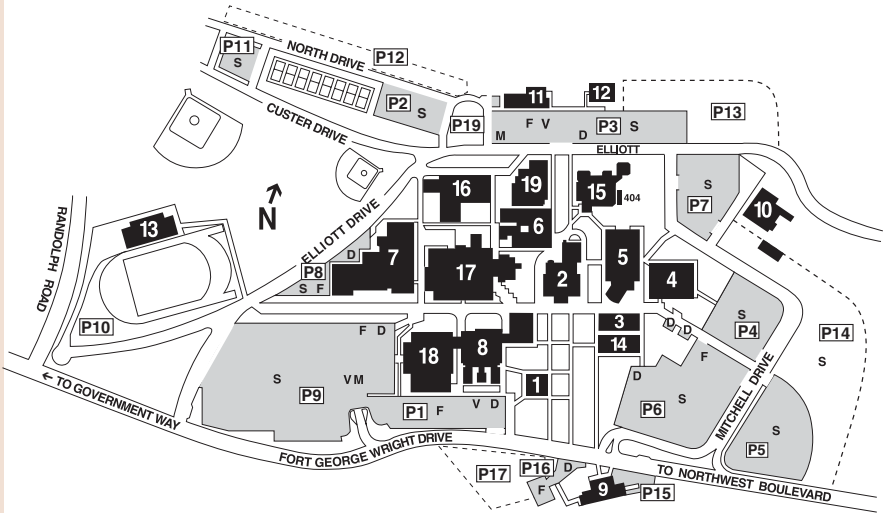 P11
S
NORTH DRIVE
P12
P2
S
CUSTER DRIVE
P19
11
12
M
F V
D
P3
S
P13
ELLIOTT
16
19
15
404
S
P7
10
6
N
ELLIOTT DRIVE
RANDOLPH ROAD
13
7
D
P8
S F
17
2
5
4
P10
F D
3
14
D
D
S
P4
P14
S
18
8
F
S
P9
V M
1
D
S
P6
MITCHELL DRIVE
P1
F
V D
S
P5
← TO GOVERNMENT WAY
FORT GEORGE WRIGHT DRIVE
P17
P16
D
F
9
P15
TO NORTHWEST BOULEVARD